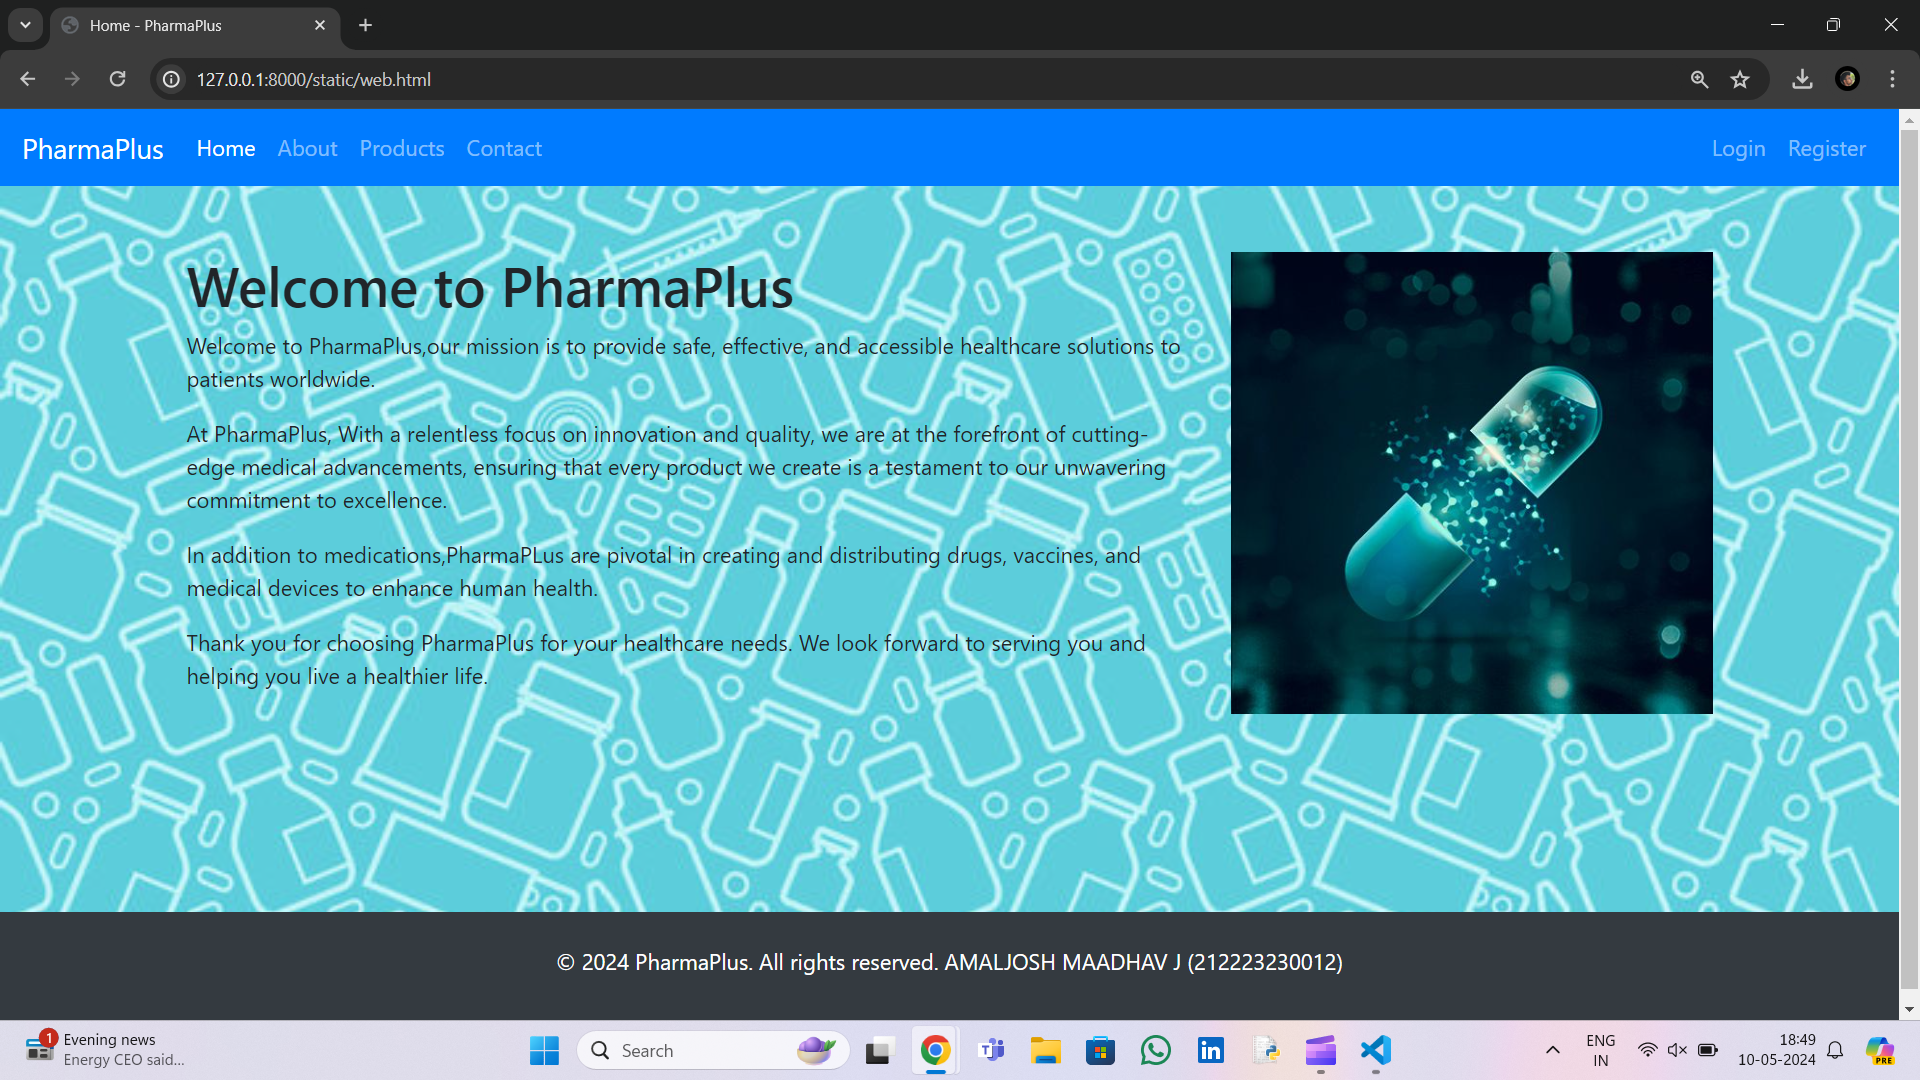 Home - PharmaPlus
127.0.0.1:8000/static/web.html
PharmaPlus Home About Products Contact Login Register
Welcome to PharmaPlus
Welcome to PharmaPlus,our mission is to provide safe, effective, and accessible healthcare solutions to
patients worldwide.
At PharmaPlus, With a relentless focus on innovation and quality, we are at the forefront of cutting-
edge medical advancements, ensuring that every product we create is a testament to our unwavering
commitment to excellence.
In addition to medications,PharmaPLus are pivotal in creating and distributing drugs, vaccines, and
medical devices to enhance human health.
Thank you for choosing PharmaPlus for your healthcare needs. We look forward to serving you and
helping you live a healthier life.
© 2024 PharmaPlus. All rights reserved. AMALJOSH MAADHAV J (212223230012)
1
Evening news
Energy CEO said...
Search
ENG
IN
18:49
10-05-2024
PRE